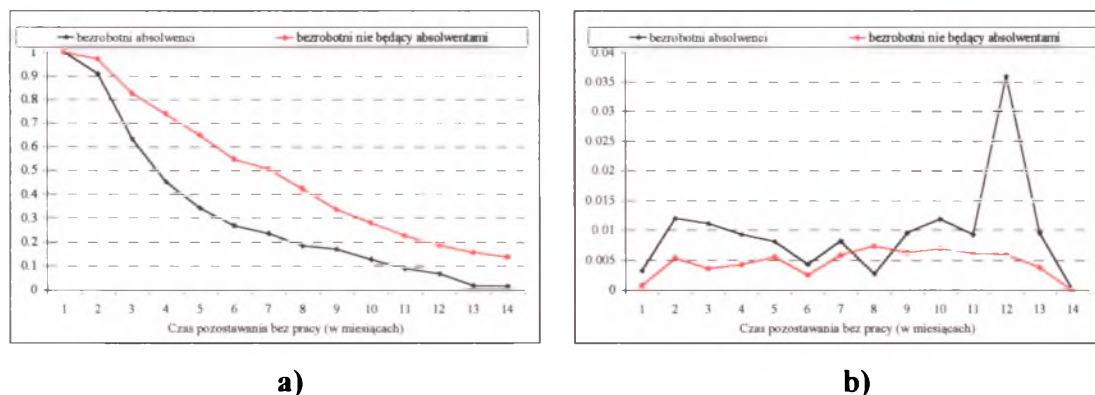 bezrobotni absolwenci bezrobotni nie będący absolwentami
1
0.9
0.8
0.7
0.6
0.5
0.4
0.3
0.2
0.1
0
1 2 3 4 5 6 7 8 9 10 11 12 13 14
Czas pozostawania bez pracy (w miesiącach)
a)
bezrobotni absolwenci bezrobotni nie będący absolwentami
0.04
0.035
0.03
0.025
0.02
0.015
0.01
0.005
0
1 2 3 4 5 6 7 8 9 10 11 12 13 14
Czas pozostawania bez pracy (w miesiącach)
b)